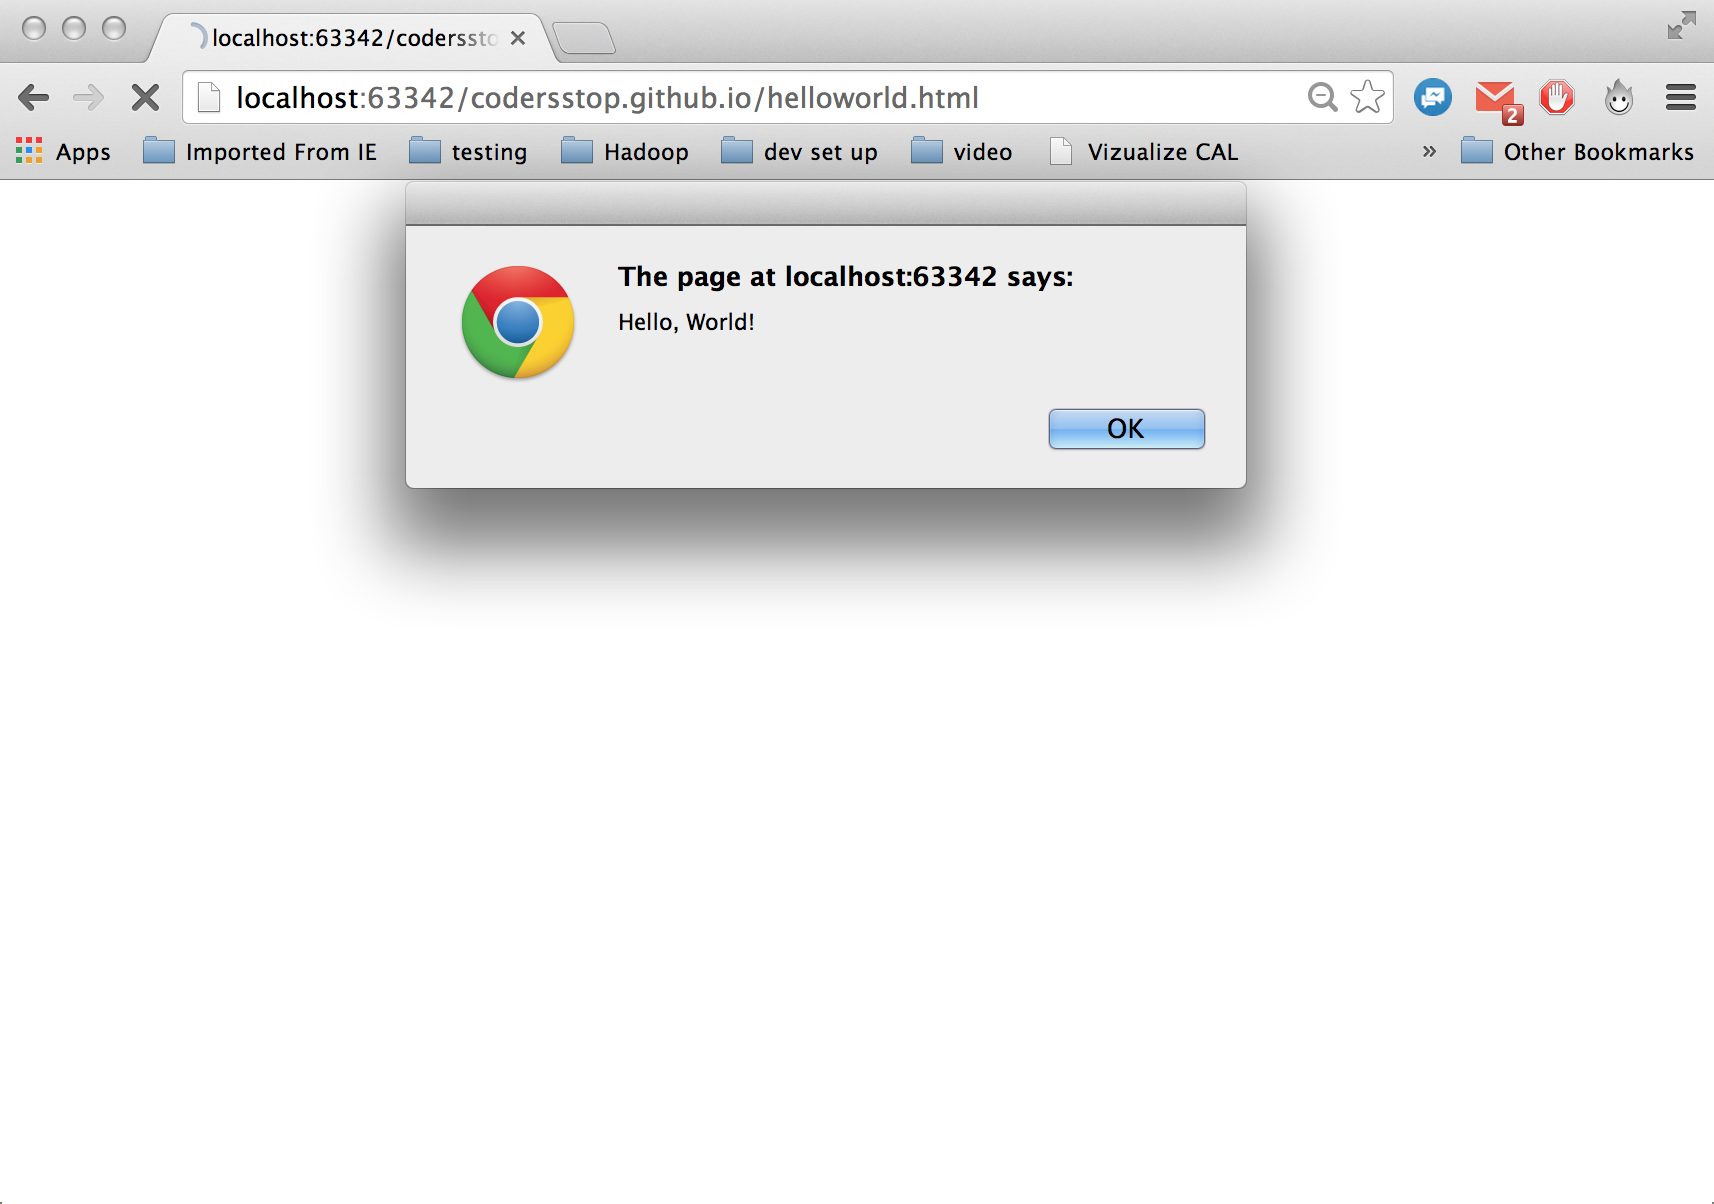 localhost:63342/coderssto
localhost:63342/codersstop.github.io/helloworld.html
2
Apps Imported From IE testing Hadoop dev set up video Vizualize CAL » Other Bookmarks
The page at localhost:63342 says:
Hello, World!
OK